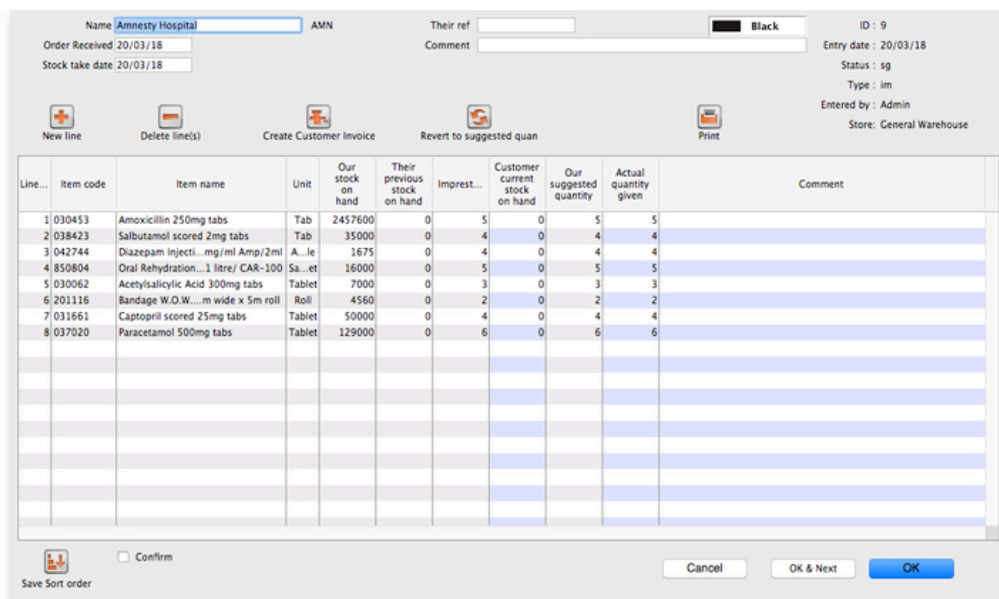 Name Amnesty Hospital AMN Their ref Black ID : 9
Order Received 20/03/18 Comment Entry date : 20/03/18
Stock take date 20/03/18 Status : sg
Type : im
Entered by : Admin
Store: General Warehouse
New line Delete line(s) Create Customer Invoice Revert to suggested quan Print
Line... Item code Item name Unit Our stock on hand Their previous stock on hand Imprest... Customer current stock on hand Our suggested quantity Actual quantity given Comment
1 030453 Amoxicillin 250mg tabs Tab 2457600 0 5 0 5 5
2 038423 Salbutamol scored 2mg tabs Tab 35000 0 4 0 4 4
3 042744 Diazepam Injecti...mg/ml Amp/2ml A...le 1675 0 4 0 4 4
4 850804 Oral Rehydration...1 litre/ CAR-100 Sa...et 16000 0 5 0 5 5
5 030062 Acetylsalicylic Acid 300mg tabs Tablet 7000 0 3 0 3 3
6 201116 Bandage W.O.W....m wide x 5m roll Roll 4560 0 2 0 2 2
7 031661 Captopril scored 25mg tabs Tablet 50000 0 4 0 4 4
8 037020 Paracetamol 500mg tabs Tablet 129000 0 6 0 6 6
Save Sort order Confirm Cancel OK & Next OK